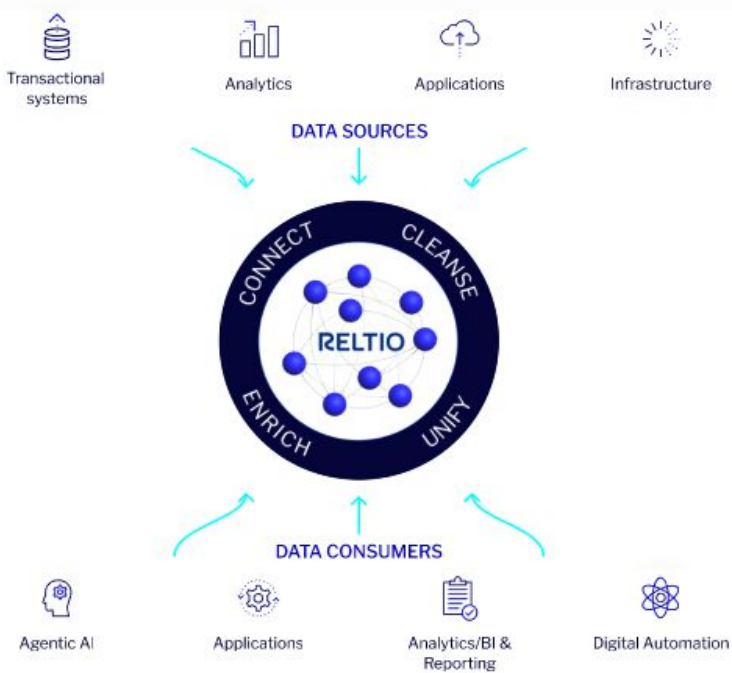 Transactional
systems
Analytics
Applications
Infrastructure
DATA SOURCES
CONNECT
CLEANSE
RELTIO
ENRICH
UNIFY
DATA CONSUMERS
Agentic AI
Applications
Analytics/BI &
Reporting
Digital Automation